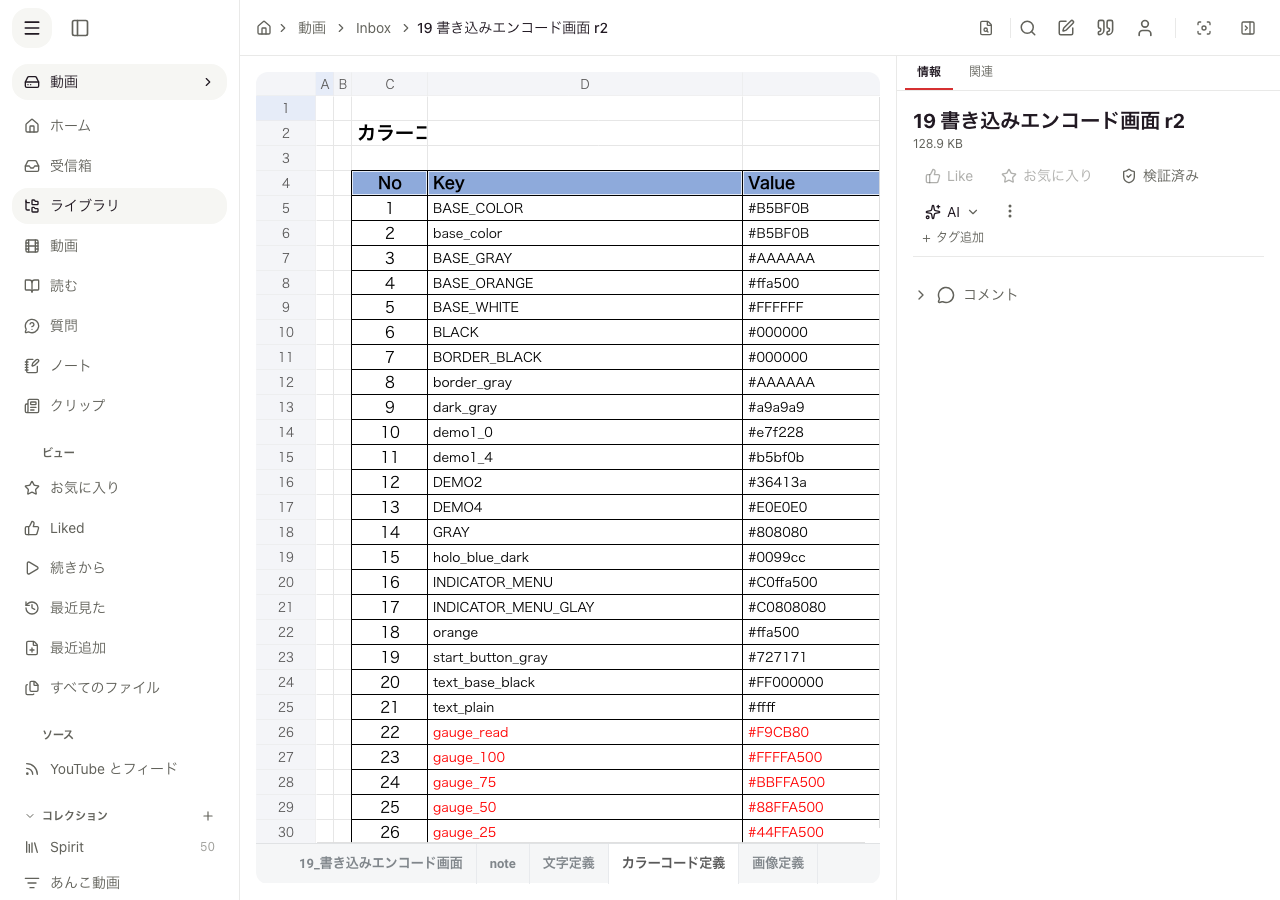 動画
ホーム
受信箱
ライブラリ
動画
読む
質問
ノート
クリップ
ビュー
お気に入り
Liked
続きから
最近見た
最近追加
すべてのファイル
ソース
YouTube とフィード
コレクション
Spirit 50
あんこ動画
動画 Inbox 19 書き込みエンコード画面 r2
A B C D
1
2 カラーコ
3
4 No Key Value
5 1 BASE_COLOR #B5BF0B
6 2 base_color #B5BF0B
7 3 BASE_GRAY #AAAAAA
8 4 BASE_ORANGE #ffa500
9 5 BASE_WHITE #FFFFFF
10 6 BLACK #000000
11 7 BORDER_BLACK #000000
12 8 border_gray #AAAAAA
13 9 dark_gray #a9a9a9
14 10 demo1_0 #e7f228
15 11 demo1_4 #b5bf0b
16 12 DEMO2 #36413a
17 13 DEMO4 #E0E0E0
18 14 GRAY #808080
19 15 holo_blue_dark #0099cc
20 16 INDICATOR_MENU #C0ffa500
21 17 INDICATOR_MENU_GLAY #C0808080
22 18 orange #ffa500
23 19 start_button_gray #727171
24 20 text_base_black #FF000000
25 21 text_plain #ffff
26 22 gauge_read #F9CB80
27 23 gauge_100 #FFFFA500
28 24 gauge_75 #BBFFA500
29 25 gauge_50 #88FFA500
30 26 gauge_25 #44FFA500
19_書き込みエンコード画面 note 文字定義 カラーコード定義 画像定義
情報 関連
19 書き込みエンコード画面 r2
128.9 KB
Like お気に入り 検証済み
AI
+ タグ追加
コメント